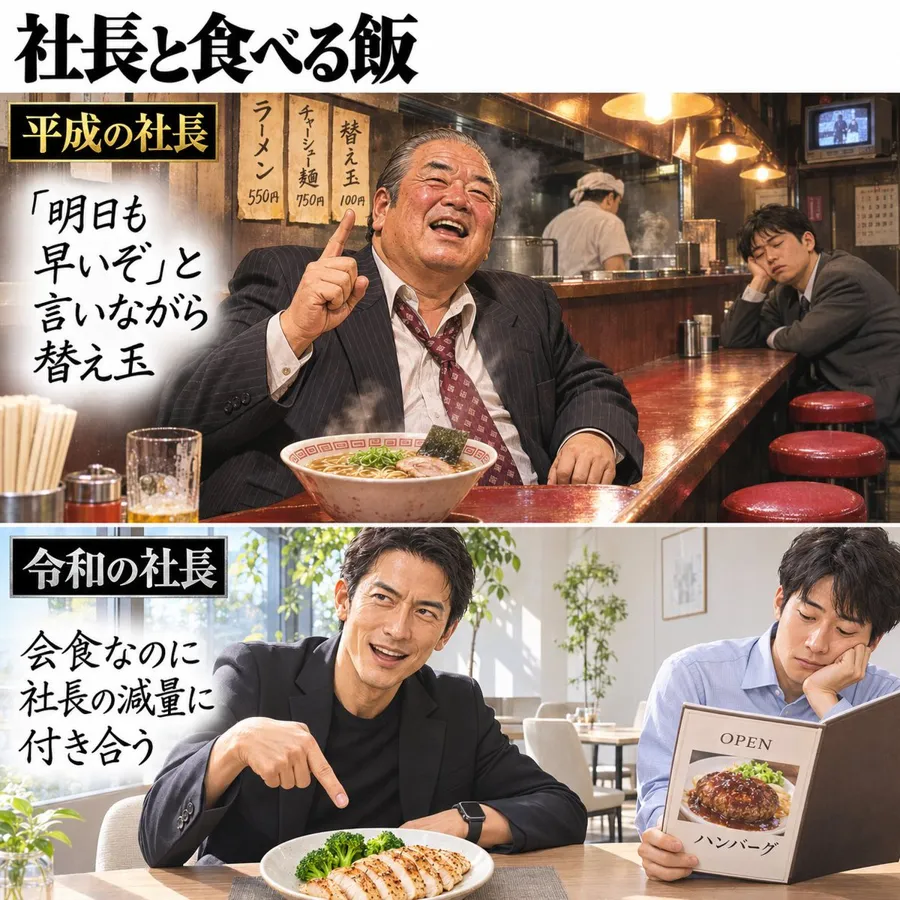 社長と食べる飯
平成の社長
ラーメン
550円
チャーシュー麺
750円
替え玉
100円
「明日も
早いぞ」と
言いながら
替え玉
令和の社長
会食なのに
社長の減量に
付き合う
OPEN
ハンバーグ